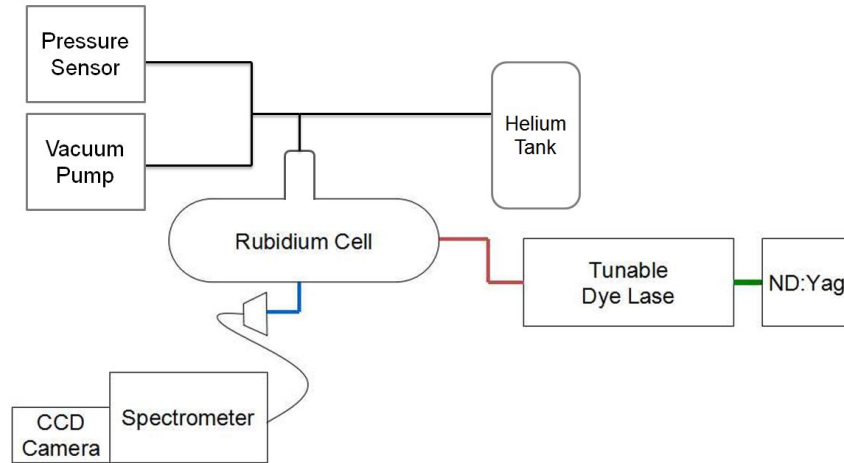 Pressure
Sensor
Vacuum
Pump
Helium
Tank
Rubidium Cell
Tunable
Dye Lase
ND:Yag
Spectrometer
CCD
Camera